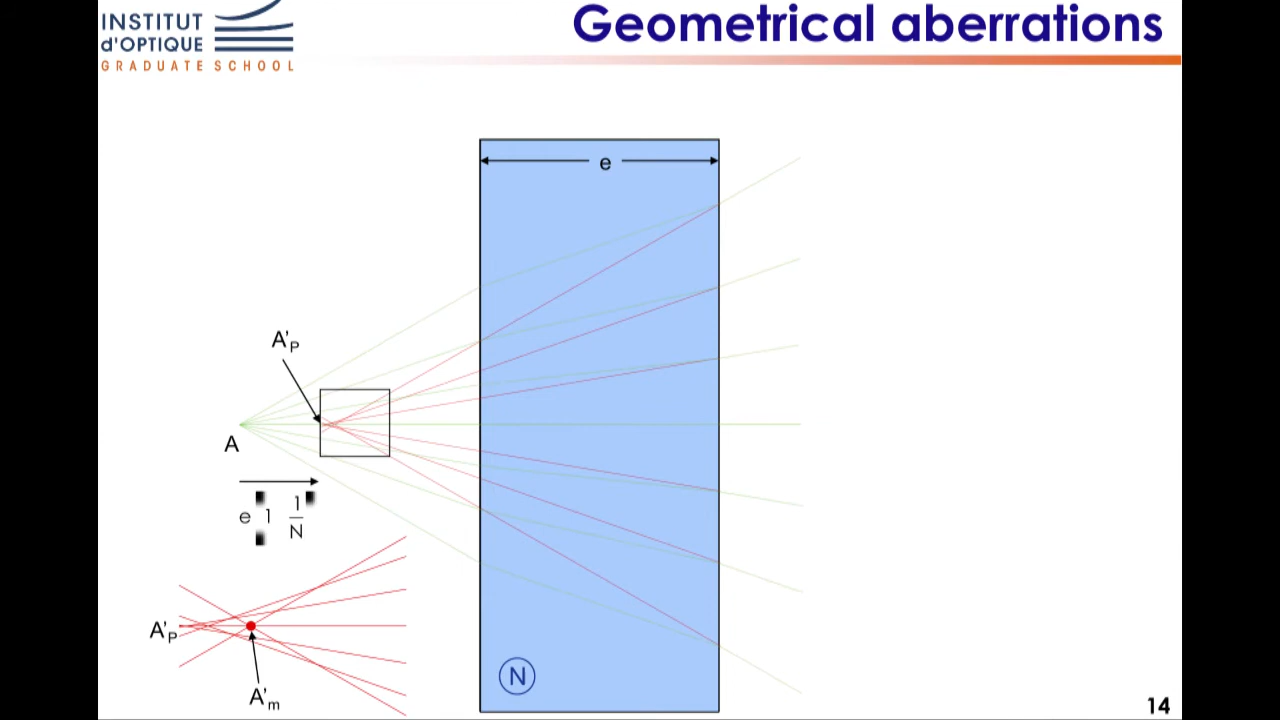 INSTITUT
d'OPTIQUE
GRADUATE SCHOOL
Geometrical aberrations
e
A'P
A
e 1 1/N
A'P
A'm
N
14